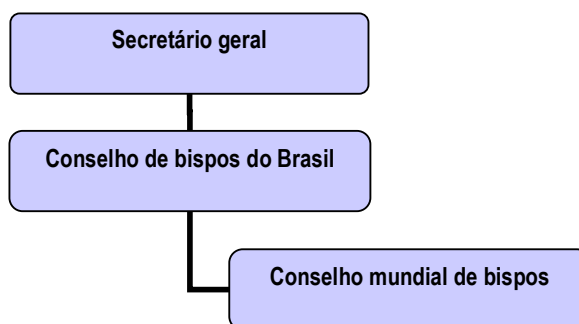 Secretário geral
Conselho de bispos do Brasil
Conselho mundial de bispos